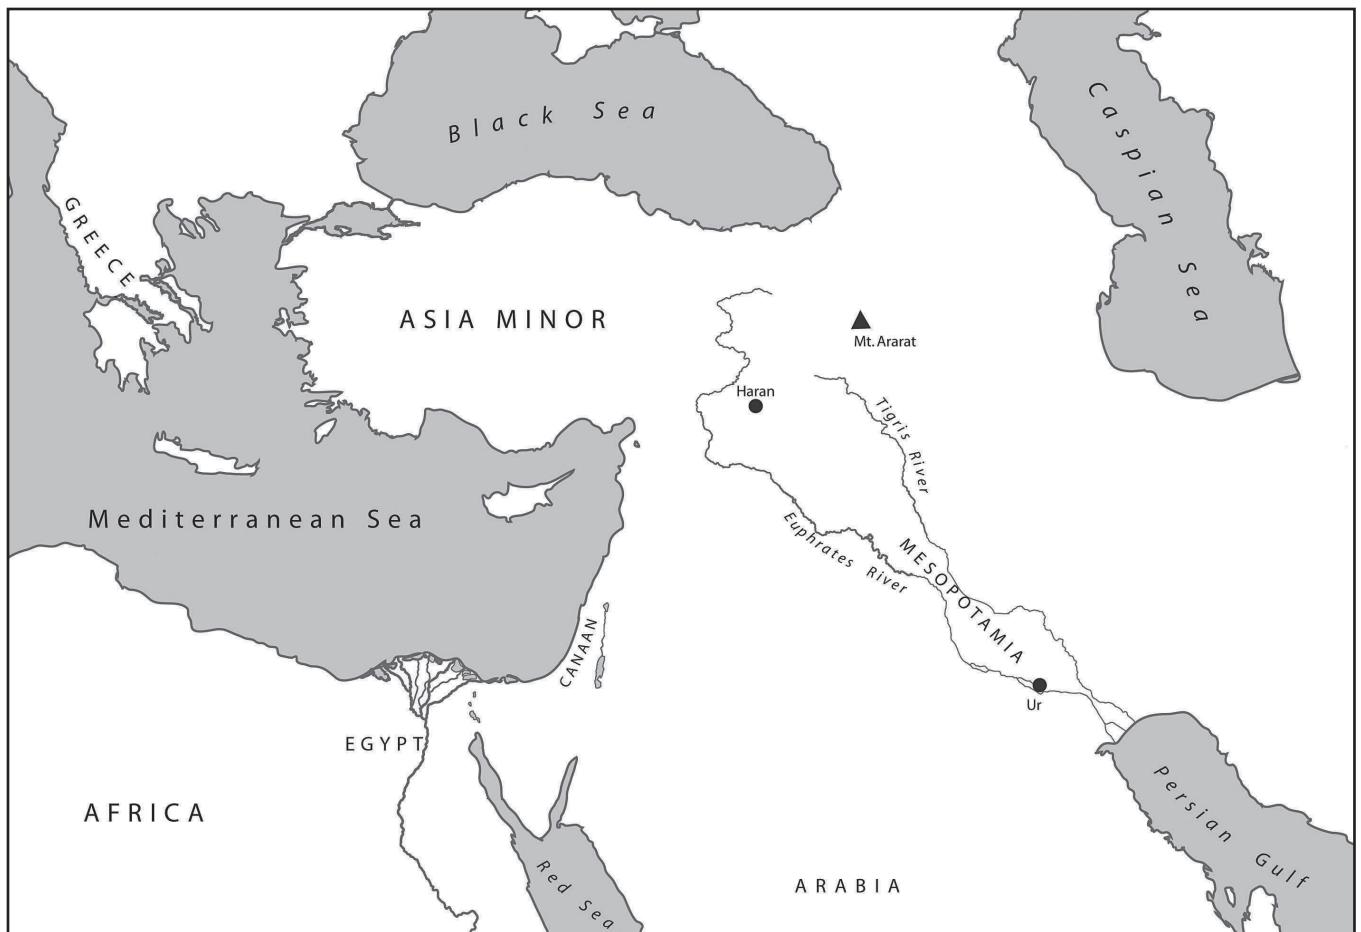 Black Sea
Caspian Sea
GREECE
ASIA MINOR
Mt. Ararat
Haran
Tigris River
Mediterranean Sea
Euphrates River
MESOPOTAMIA
CANAAN
Ur
EGYPT
AFRICA
Persian Gulf
Red Sea
ARABIA